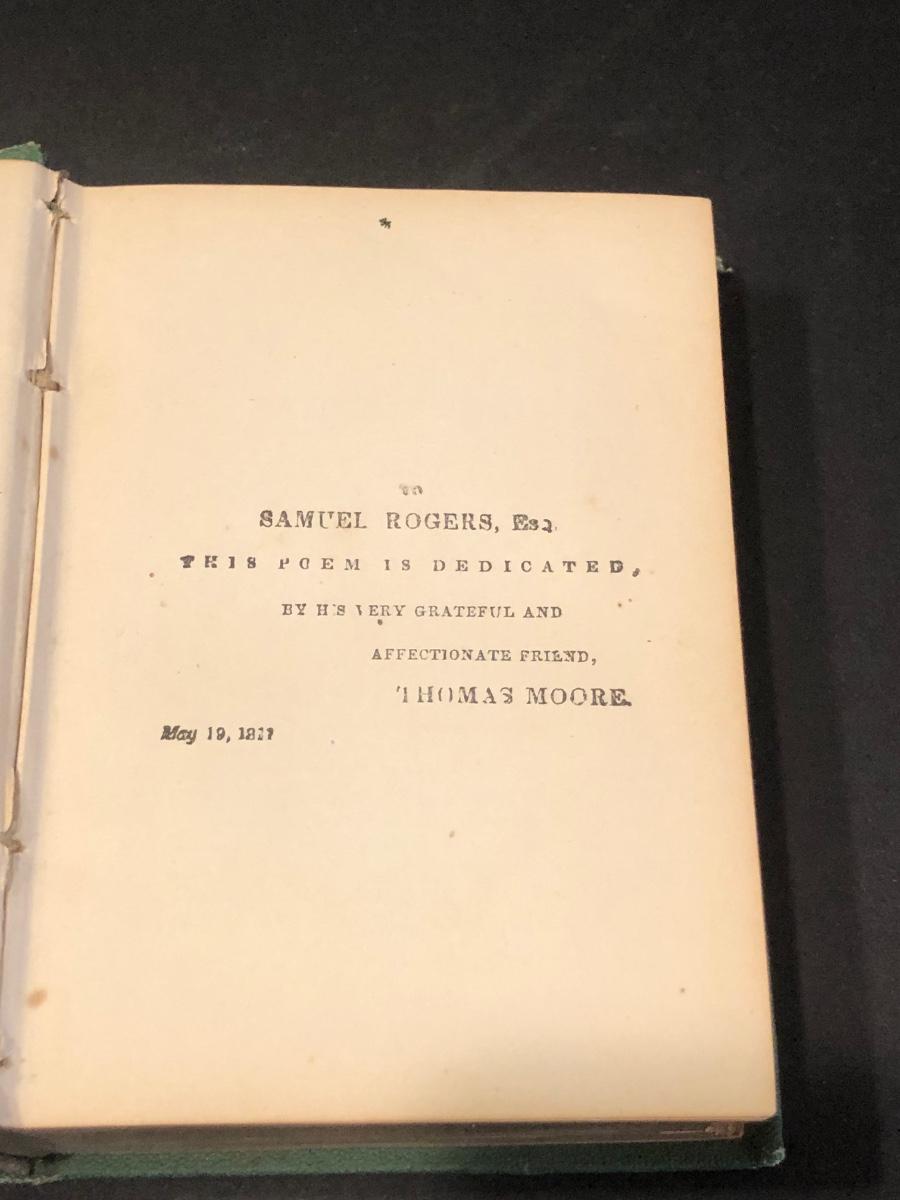 TO
SAMUEL ROGERS, Esq.
THIS POEM IS DEDICATED,
BY HIS VERY GRATEFUL AND
AFFECTIONATE FRIEND,
THOMAS MOORE.
May 19, 1817